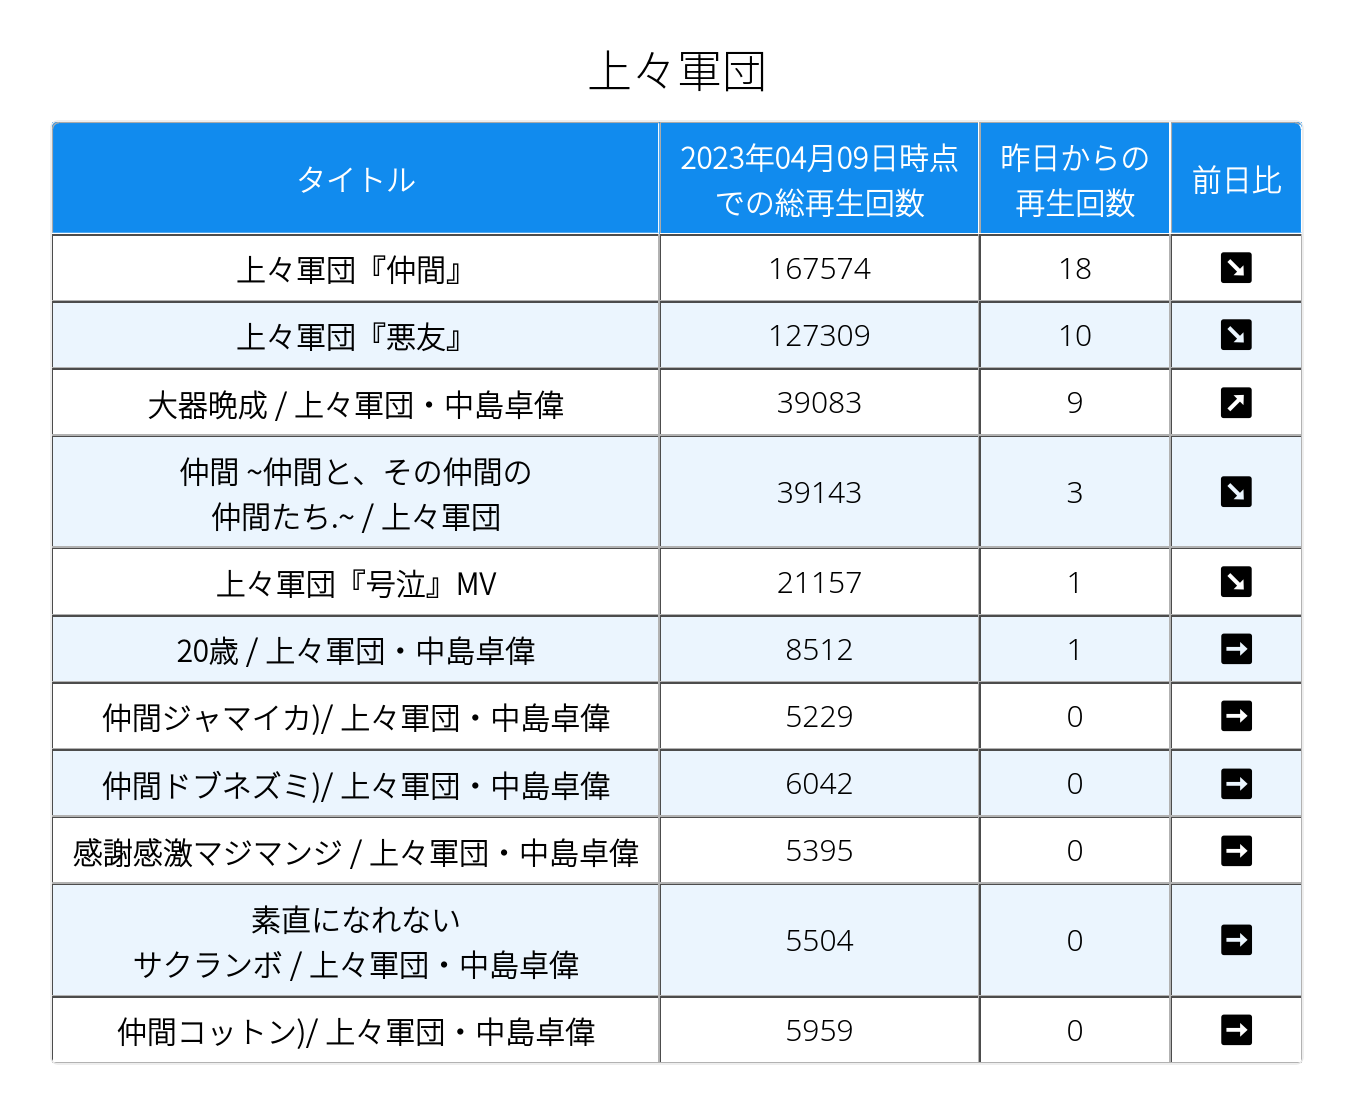 上々軍団
タイトル
2023年04月09日時点
での総再生回数
昨日からの
再生回数
前日比
上々軍団『仲間』
167574
18
上々軍団『悪友』
127309
10
大器晩成 / 上々軍団・中島卓偉
39083
9
仲間 ~仲間と、その仲間の
仲間たち.~ / 上々軍団
39143
3
上々軍団『号泣』MV
21157
1
20歳 / 上々軍団・中島卓偉
8512
1
仲間ジャマイカ)/ 上々軍団・中島卓偉
5229
0
仲間ドブネズミ)/ 上々軍団・中島卓偉
6042
0
感謝感激マジマンジ / 上々軍団・中島卓偉
5395
0
素直になれない
サクランボ / 上々軍団・中島卓偉
5504
0
仲間コットン)/ 上々軍団・中島卓偉
5959
0